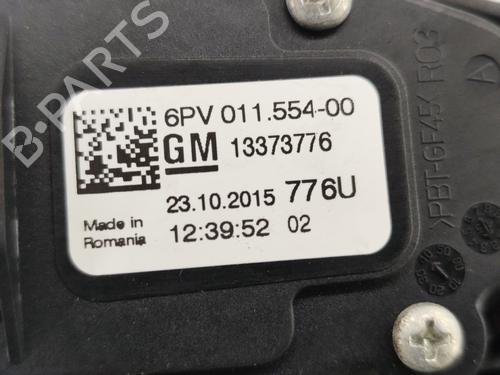 6PV 011.554-00
GM 13373776
23.10.2015 776U
Made in
Romania
12:39:52 02
B-PARTS